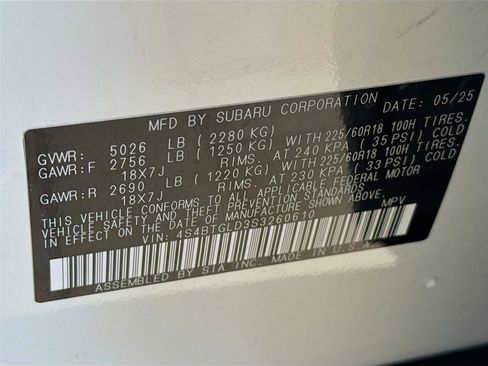 MFD BY SUBARU CORPORATION DATE: 05/25
GVWR: 5026 LB (2280 KG)
GAWR:F 2756 LB (1250 KG) WITH 225/60R18 100H TIRES,
18X7J RIMS, AT 240 KPA (35 PSI) COLD
GAWR:R 2690 LB (1220 KG) WITH 225/60R18 100H TIRES,
18X7J RIMS, AT 230 KPA (33 PSI) COLD
THIS VEHICLE CONFORMS TO ALL APPLICABLE FEDERAL MOTOR
VEHICLE SAFETY AND THEFT PREVENTION STANDARDS
IN EFFECT ON THE DATE OF MANUFACTURE SHOWN ABOVE.
VIN: 4S4BTGLD3S3260610 MPV
ASSEMBLED BY SIA INC. MADE IN U.S.A.